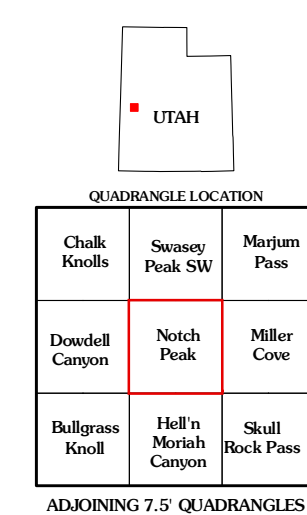 UTAH
QUADRANGLE LOCATION
Chalk
Knolls
Swasey
Peak SW
Marjum
Pass
Dowdell
Canyon
Notch
Peak
Miller
Cove
Bullgrass
Knoll
Hell'n
Moriah
Canyon
Skull
Rock Pass
ADJOINING 7.5' QUADRANGLES